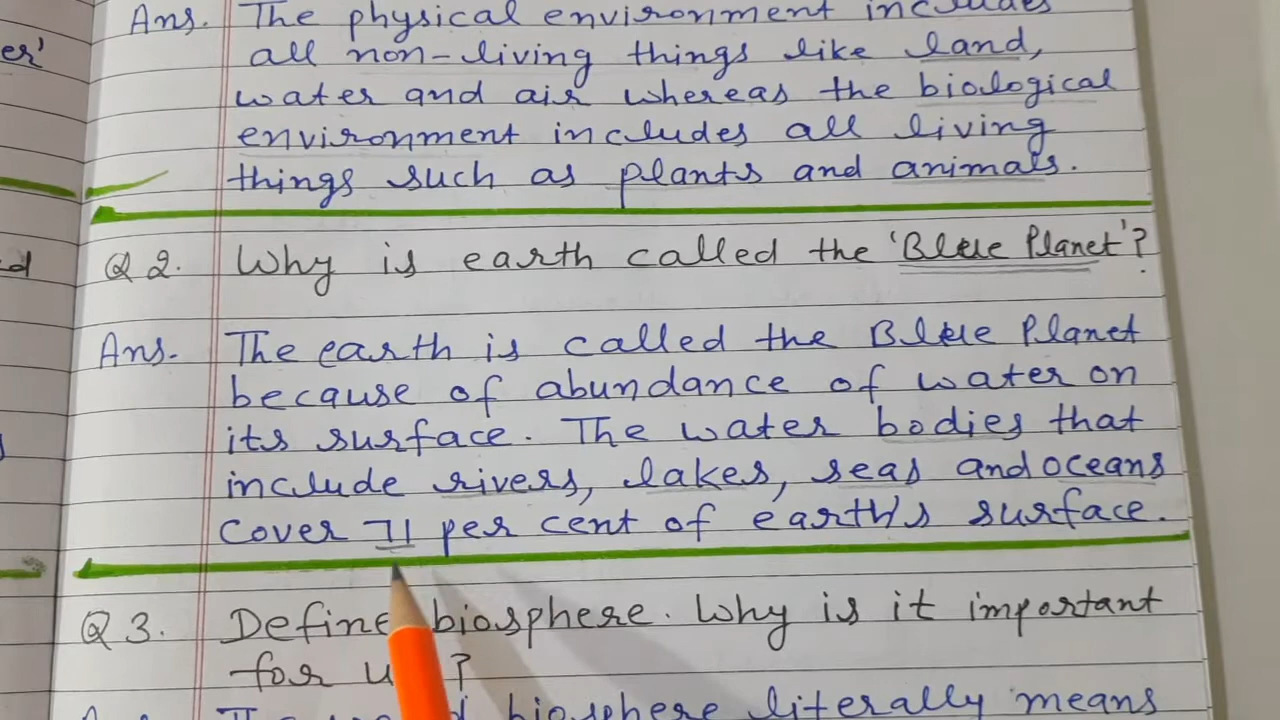 er'
Ans. The physical environment includes
all non-living things like land,
water and air whereas the biological
environment includes all living
things such as plants and animals.
Q 2. Why is earth called the 'Blue Planet'?
Ans. The earth is called the Blue Planet
because of abundance of water on
its surface. The water bodies that
include rivers, lakes, seas and oceans
cover 71 per cent of earth's surface.
Q 3. Define biosphere. Why is it important
for ?
biosphere literally means